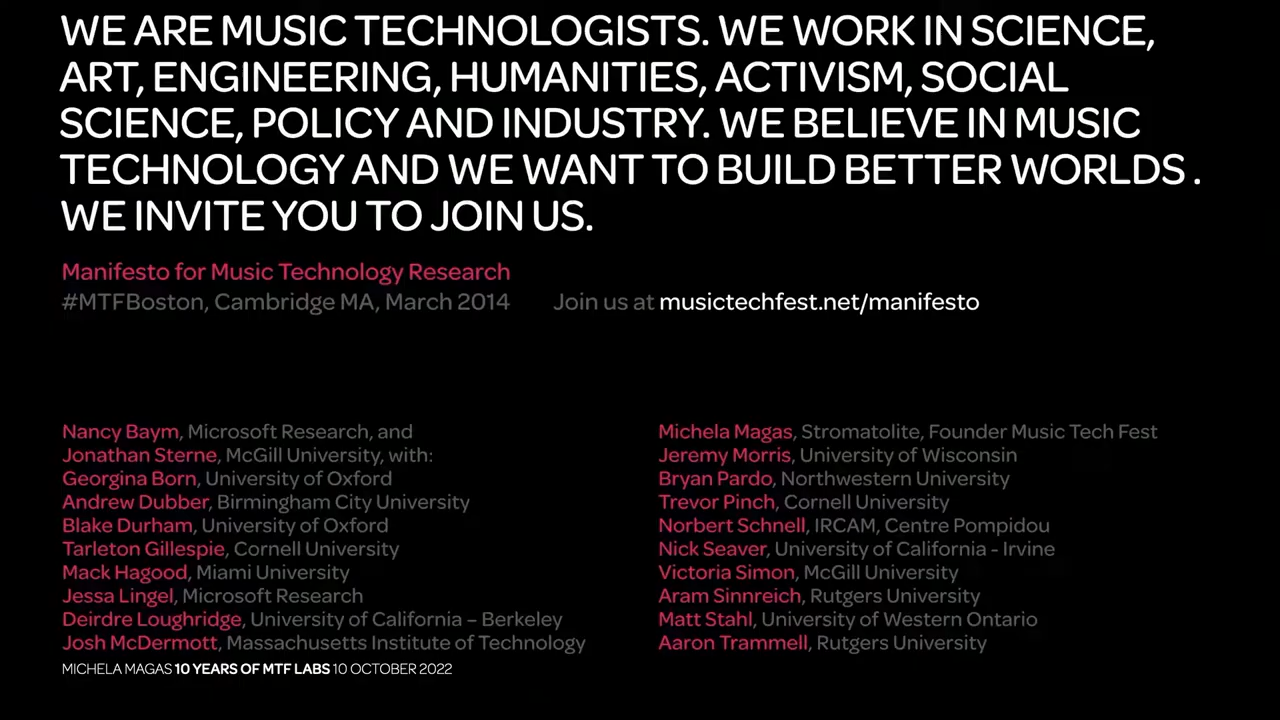 WE ARE MUSIC TECHNOLOGISTS. WE WORK IN SCIENCE,
ART, ENGINEERING, HUMANITIES, ACTIVISM, SOCIAL
SCIENCE, POLICY AND INDUSTRY. WE BELIEVE IN MUSIC
TECHNOLOGY AND WE WANT TO BUILD BETTER WORLDS .
WE INVITE YOU TO JOIN US.
Manifesto for Music Technology Research
#MTFBoston, Cambridge MA, March 2014 Join us at musictechfest.net/manifesto
Nancy Baym, Microsoft Research, and
Jonathan Sterne, McGill University, with:
Georgina Born, University of Oxford
Andrew Dubber, Birmingham City University
Blake Durham, University of Oxford
Tarleton Gillespie, Cornell University
Mack Hagood, Miami University
Jessa Lingel, Microsoft Research
Deirdre Loughridge, University of California – Berkeley
Josh McDermott, Massachusetts Institute of Technology
Michela Magas, Stromatolite, Founder Music Tech Fest
Jeremy Morris, University of Wisconsin
Bryan Pardo, Northwestern University
Trevor Pinch, Cornell University
Norbert Schnell, IRCAM, Centre Pompidou
Nick Seaver, University of California - Irvine
Victoria Simon, McGill University
Aram Sinnreich, Rutgers University
Matt Stahl, University of Western Ontario
Aaron Trammell, Rutgers University
MICHELA MAGAS 10 YEARS OF MTF LABS 10 OCTOBER 2022